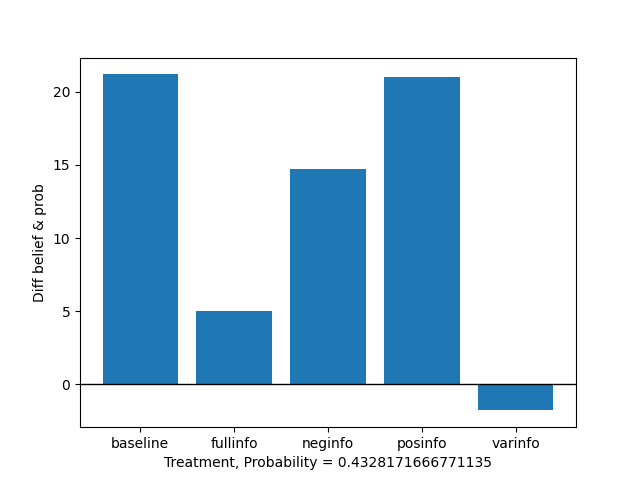 20
15
10
5
0
Diff belief & prob
baseline fullinfo neginfo posinfo varinfo
Treatment, Probability = 0.4328171666771135